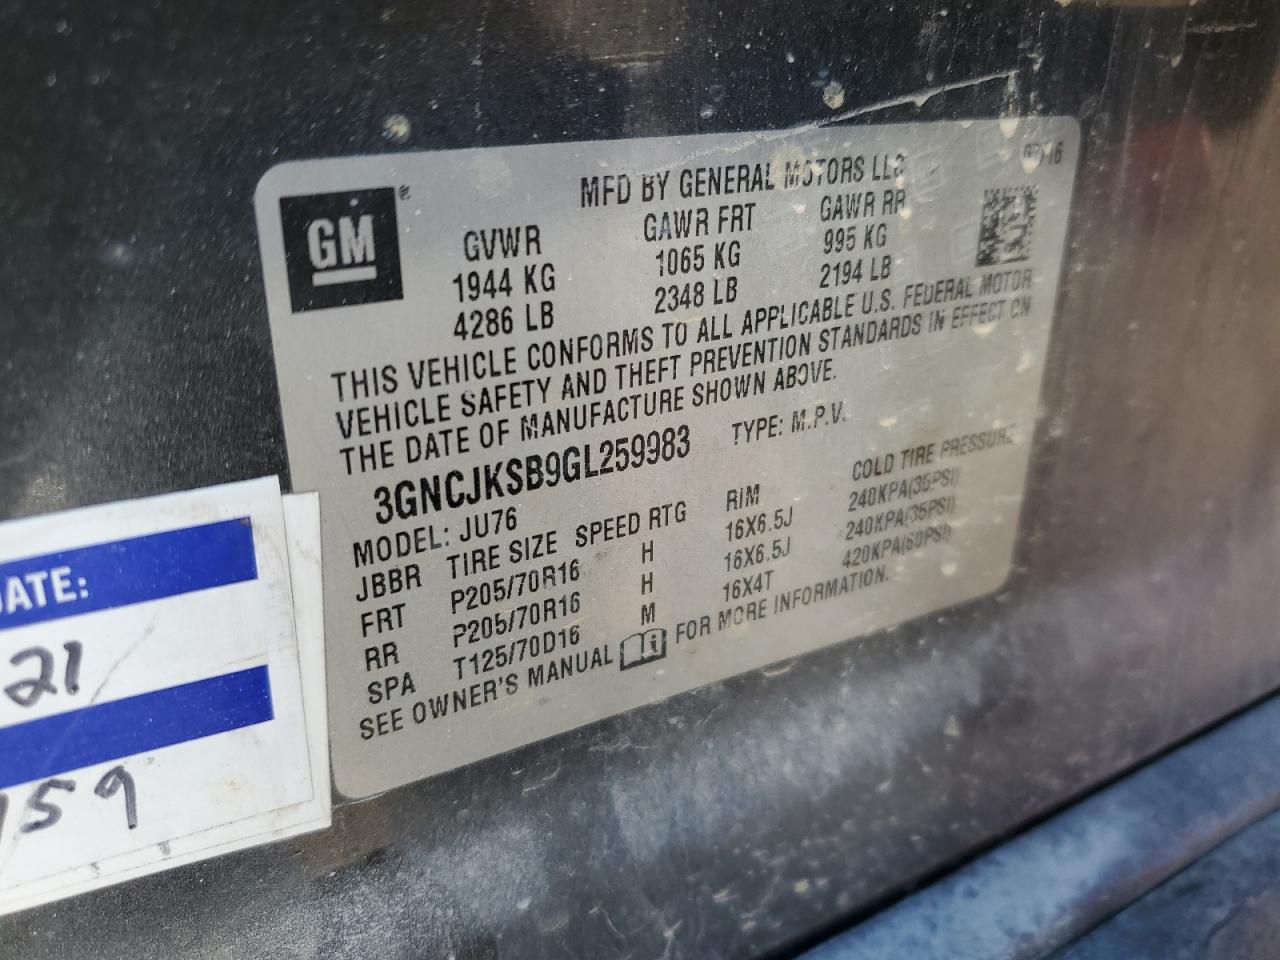 GM
MFD BY GENERAL MOTORS LLC
GVWR GAWR FRT GAWR RR
1944 KG 1065 KG 995 KG
4286 LB 2348 LB 2194 LB
THIS VEHICLE CONFORMS TO ALL APPLICABLE U.S. FEDERAL MOTOR
VEHICLE SAFETY AND THEFT PREVENTION STANDARDS IN EFFECT ON
THE DATE OF MANUFACTURE SHOWN ABOVE.
3GNCJKSB9GL259983 TYPE: M.P.V.
MODEL: JU76
JBBR TIRE SIZE SPEED RTG RIM COLD TIRE PRESSURE
FRT P205/70R16 H 16X6.5J 240KPA(35PSI)
RR P205/70R16 H 16X6.5J 240KPA(35PSI)
SPA T125/70D16 M 16X4T 420KPA(60PSI)
SEE OWNER'S MANUAL FOR MORE INFORMATION.
ATE:
21
159